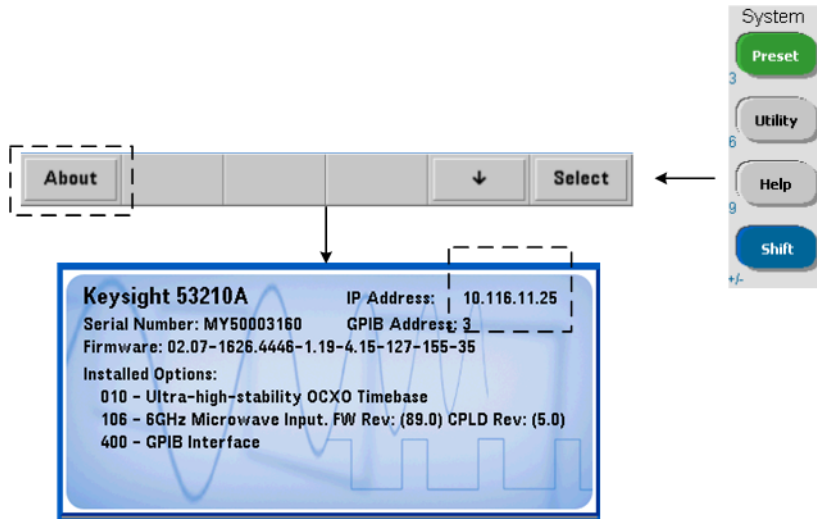 System
Preset
3
Utility
6
Help
9
Shift
+/-
About ↓ Select
Keysight 53210A IP Address: 10.116.11.25
Serial Number: MY50003160 GPIB Address: 3
Firmware: 02.07-1626.4446-1.19-4.15-127-155-35
Installed Options:
010 - Ultra-high-stability OCXO Timebase
106 - 6GHz Microwave Input. FW Rev: (89.0) CPLD Rev: (5.0)
400 - GPIB Interface